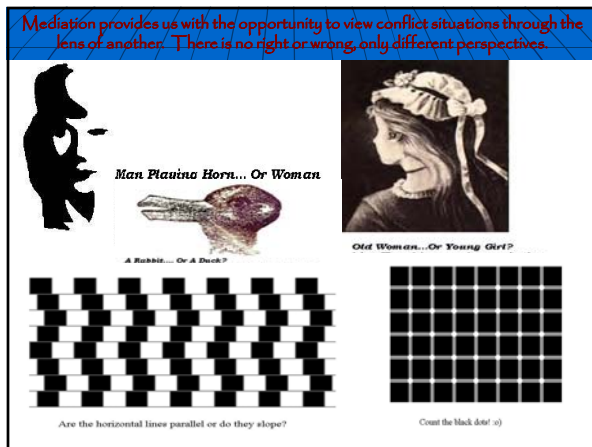 Mediation provides us with the opportunity to view conflict situations through the
lens of another. There is no right or wrong, only different perspectives.
Man Playing Horn... Or Woman
A Rabbit.... Or A Duck?
Old Woman...Or Young Girl?
Are the horizontal lines parallel or do they slope?
Count the black dots! :o)